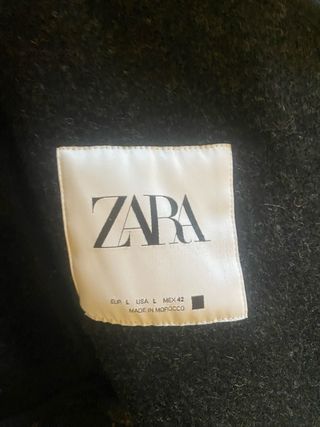 ZARA
EUR L USA L MEX 42
MADE IN MOROCCO